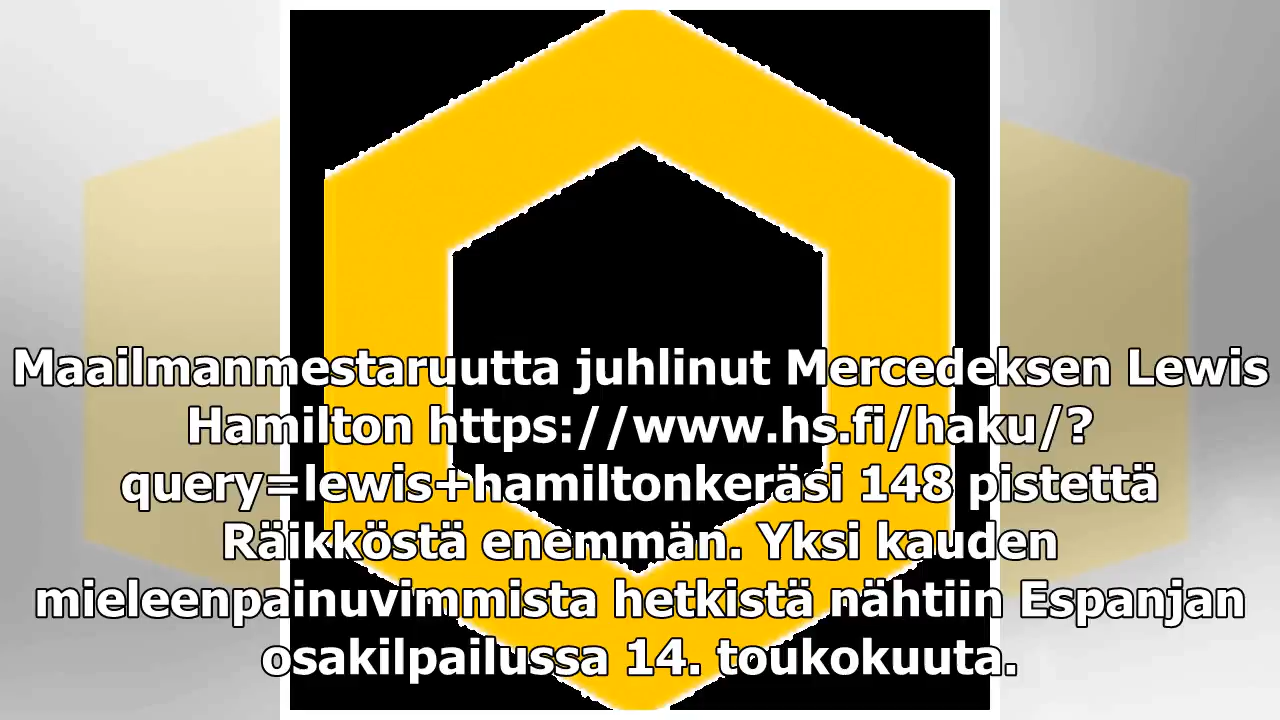 Maailmanmestaruutta juhlinut Mercedeksen Lewis
Hamilton https://www.hs.fi/haku/?
query=lewis+hamiltonkeräsi 148 pistettä
Räikköstä enemmän. Yksi kauden
mieleenpainuvimmista hetkistä nähtiin Espanjan
osakilpailussa 14. toukokuuta.